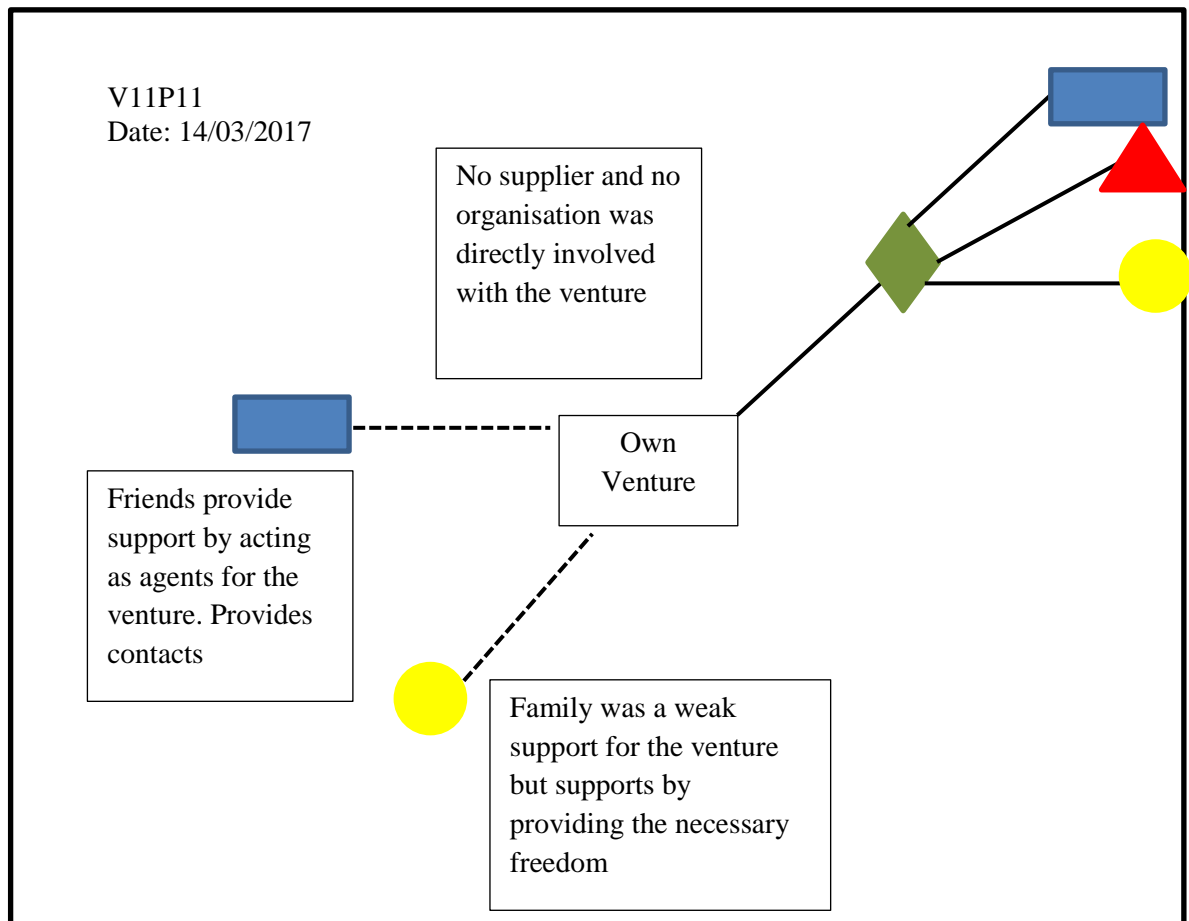 V11P11
Date: 14/03/2017
No supplier and no
organisation was
directly involved
with the venture
Own
Venture
Friends provide
support by acting
as agents for the
venture. Provides
contacts
Family was a weak
support for the venture
but supports by
providing the necessary
freedom